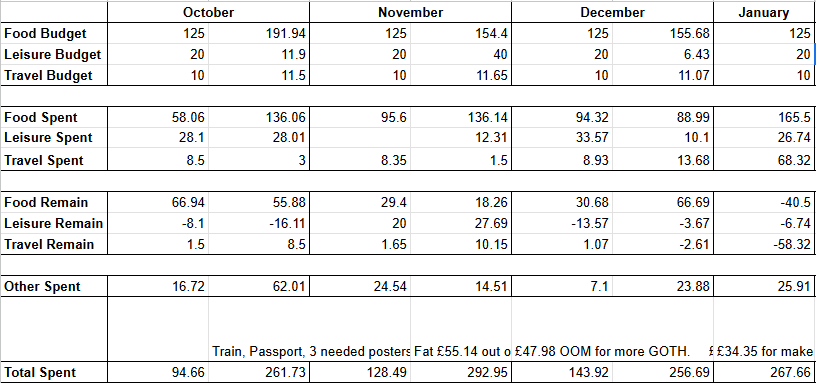 October November December January
Food Budget 125 191.94 125 154.4 125 155.68 125
Leisure Budget 20 11.9 20 40 20 6.43 20
Travel Budget 10 11.5 10 11.65 10 11.07 10
Food Spent 58.06 136.06 95.6 136.14 94.32 88.99 165.5
Leisure Spent 28.1 28.01 12.31 33.57 10.1 26.74
Travel Spent 8.5 3 8.35 1.5 8.93 13.68 68.32
Food Remain 66.94 55.88 29.4 18.26 30.68 66.69 -40.5
Leisure Remain -8.1 -16.11 20 27.69 -13.57 -3.67 -6.74
Travel Remain 1.5 8.5 1.65 10.15 1.07 -2.61 -58.32
Other Spent 16.72 62.01 24.54 14.51 7.1 23.88 25.91
Train, Passport, 3 needed posters Fat £55.14 out o £47.98 OOM for more GOTH. £ £34.35 for make
Total Spent 94.66 261.73 128.49 292.95 143.92 256.69 267.66